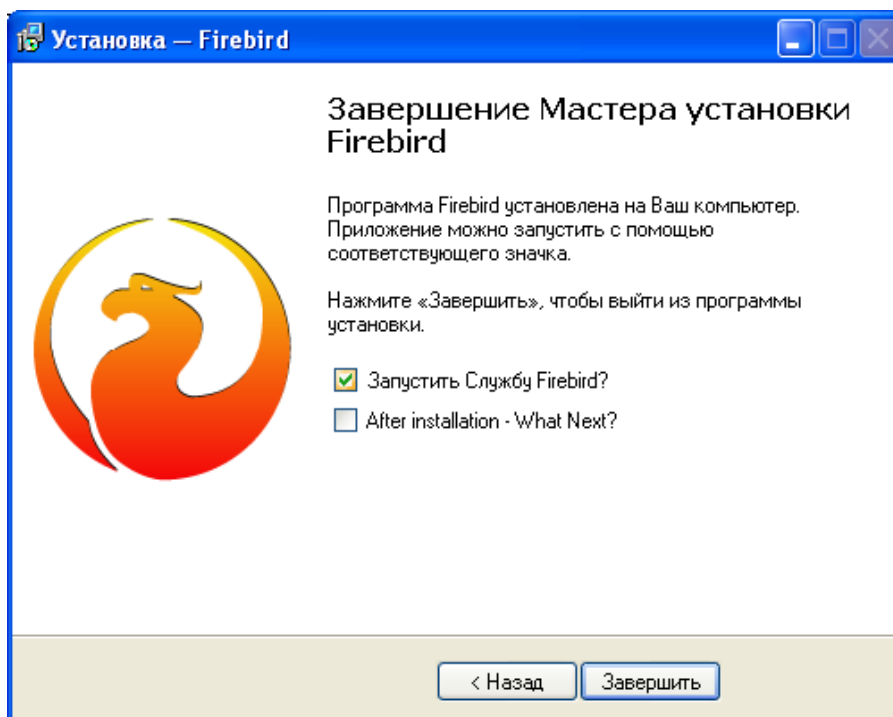 Установка — Firebird
Завершение Мастера установки
Firebird
Программа Firebird установлена на Ваш компьютер.
Приложение можно запустить с помощью
соответствующего значка.
Нажмите «Завершить», чтобы выйти из программы
установки.
Запустить Службу Firebird?
After installation - What Next?
< Назад
Завершить